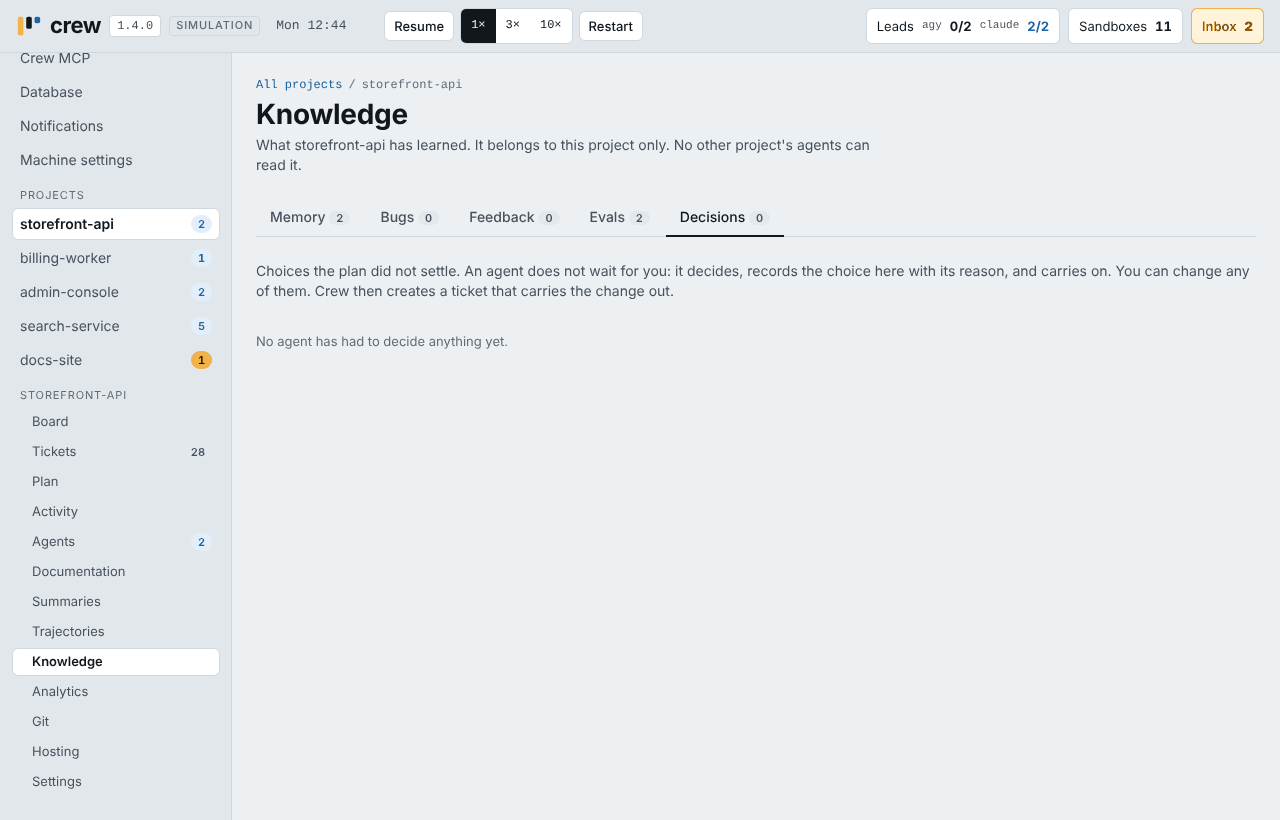 crew 1.4.0 SIMULATION Mon 12:44 Resume 1× 3× 10× Restart Leads agy 0/2 claude 2/2 Sandboxes 11 Inbox 2
Crew MCP
Database
Notifications
Machine settings
PROJECTS
storefront-api 2
billing-worker 1
admin-console 2
search-service 5
docs-site 1
STOREFRONT-API
Board
Tickets 28
Plan
Activity
Agents 2
Documentation
Summaries
Trajectories
Knowledge
Analytics
Git
Hosting
Settings
All projects / storefront-api
Knowledge
What storefront-api has learned. It belongs to this project only. No other project's agents can
read it.
Memory 2 Bugs 0 Feedback 0 Evals 2 Decisions 0
Choices the plan did not settle. An agent does not wait for you: it decides, records the choice here with its reason, and carries on. You can change any
of them. Crew then creates a ticket that carries the change out.
No agent has had to decide anything yet.